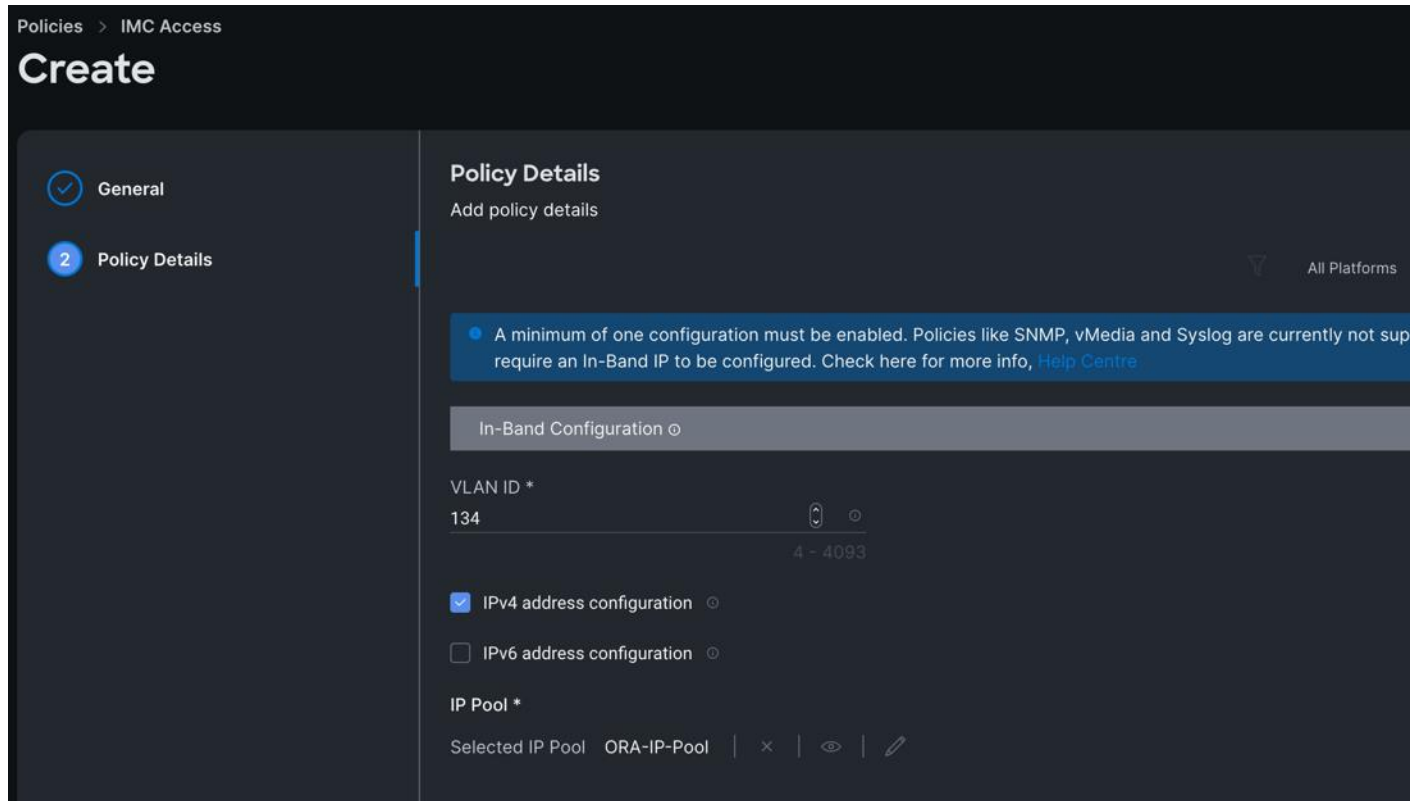 Policies > IMC Access
Create
General
2 Policy Details
Policy Details
Add policy details
All Platforms
A minimum of one configuration must be enabled. Policies like SNMP, vMedia and Syslog are currently not sup
require an In-Band IP to be configured. Check here for more info, Help Centre
In-Band Configuration
VLAN ID *
134
4 - 4093
IPv4 address configuration
IPv6 address configuration
IP Pool *
Selected IP Pool ORA-IP-Pool